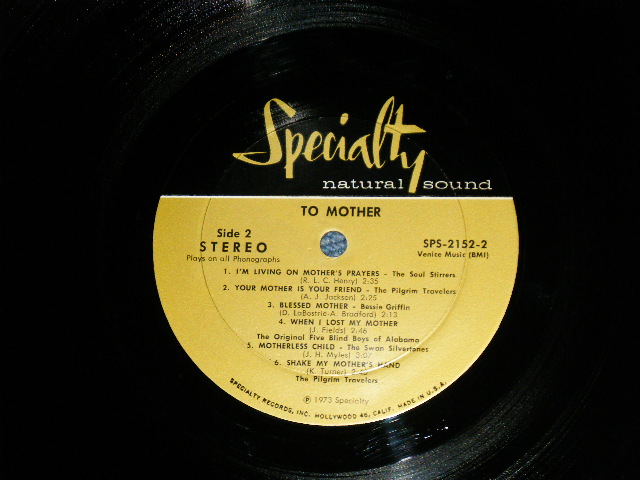 Specialty
natural sound
TO MOTHER
Side 2
STEREO
Plays on all Phonographs
SPS-2152-2
Venice Music (BMI)
1. I'M LIVING ON MOTHER'S PRAYERS - The Soul Stirrers
(R. L. C. Henry) 2:35
2. YOUR MOTHER IS YOUR FRIEND - The Pilgrim Travelers
(A. J. Jackson) 2:25
3. BLESSED MOTHER - Bessie Griffin
(D. LaBostrie-A. Bradford) 2:13
4. WHEN I LOST MY MOTHER
(J. Fields) 2:46
The Original Five Blind Boys of Alabama
5. MOTHERLESS CHILD - The Swan Silvertones
(J. H. Myles) 3:07
6. SHAKE MY MOTHER'S HAND
(K. Turner)
The Pilgrim Travelers
℗ 1973 Specialty
SPECIALTY RECORDS, INC. HOLLYWOOD 46, CALIF. MADE IN U.S.A.